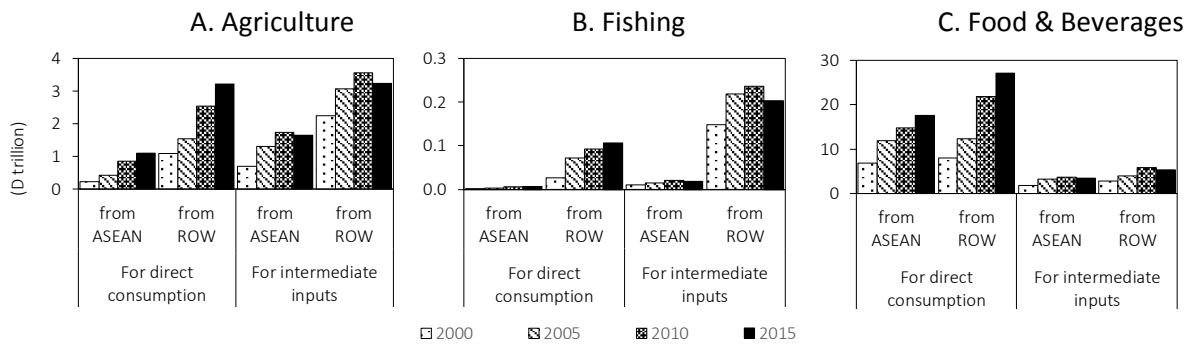 A. Agriculture
B. Fishing
C. Food & Beverages
(D trillion)
4
3
2
1
0
from ASEAN
from ROW
from ASEAN
from ROW
For direct consumption
For intermediate inputs
0.3
0.2
0.1
0.0
from ASEAN
from ROW
from ASEAN
from ROW
For direct consumption
For intermediate inputs
30
20
10
0
from ASEAN
from ROW
from ASEAN
from ROW
For direct consumption
For intermediate inputs
2000 2005 2010 2015